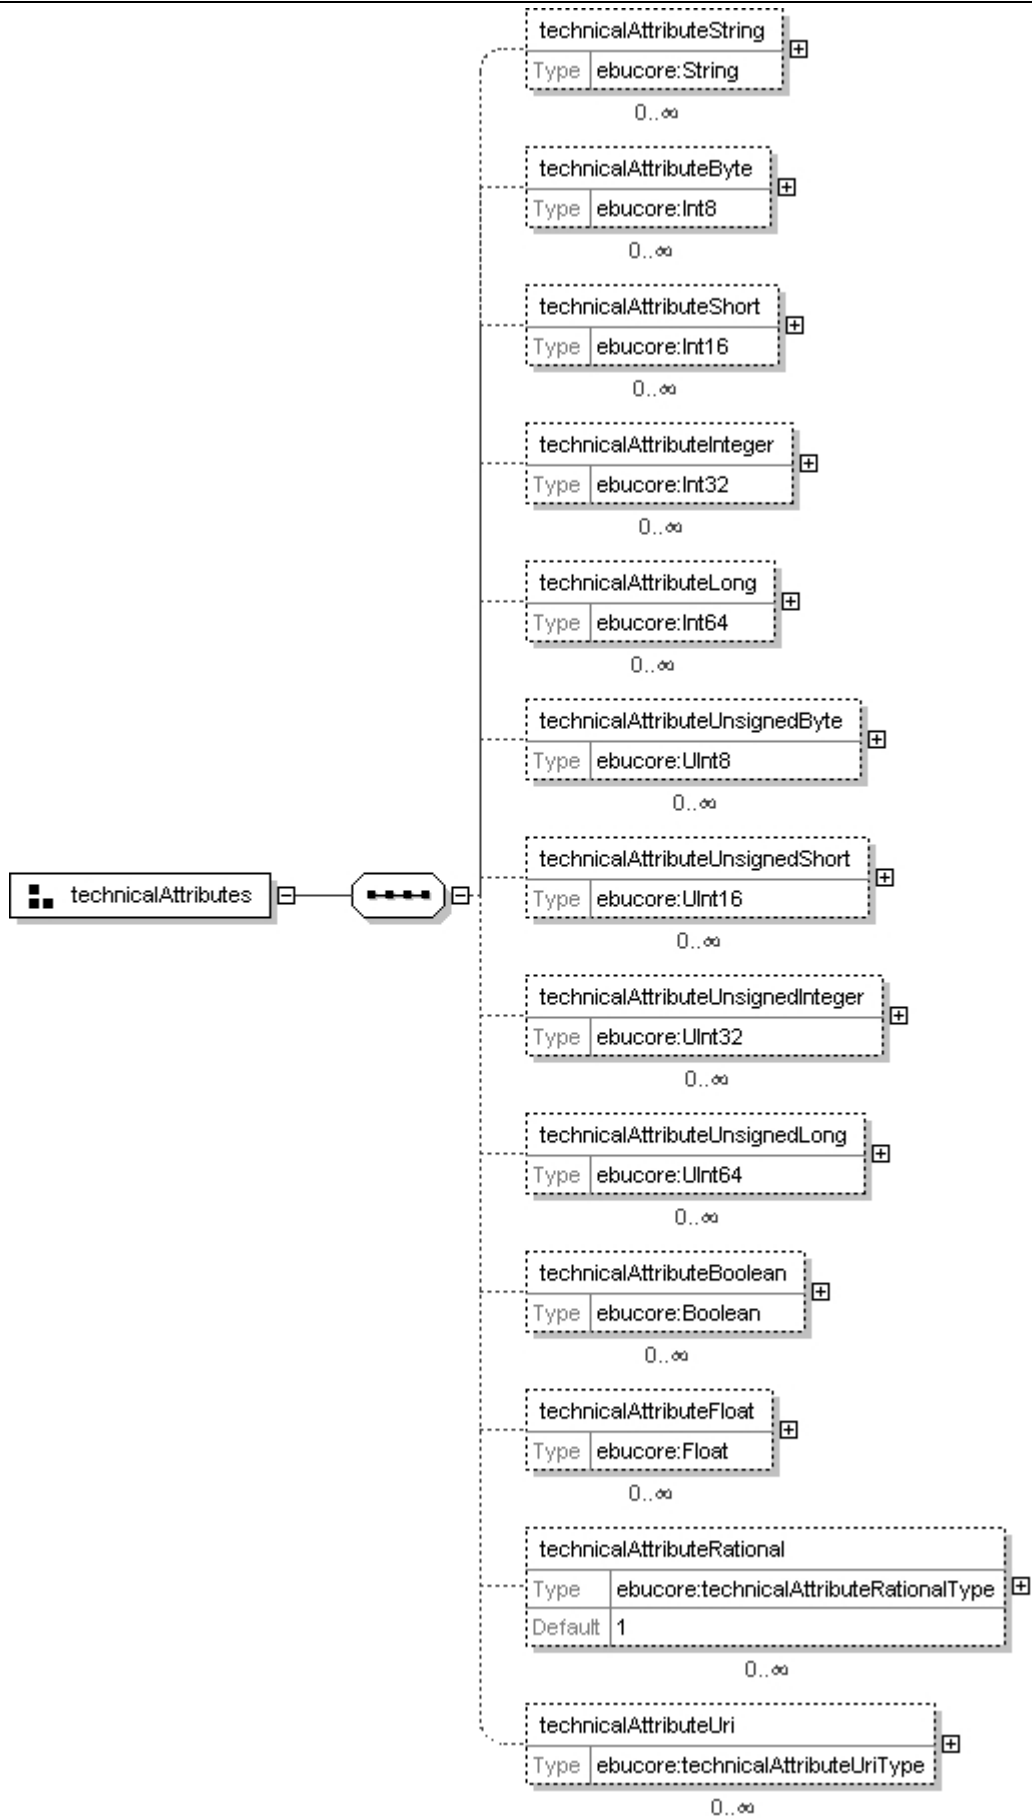 technicalAttributeString
Type ebucore:String
0..∞
technicalAttributeByte
Type ebucore:Int8
0..∞
technicalAttributeShort
Type ebucore:Int16
0..∞
technicalAttributeInteger
Type ebucore:Int32
0..∞
technicalAttributeLong
Type ebucore:Int64
0..∞
technicalAttributeUnsignedByte
Type ebucore:UInt8
0..∞
technicalAttributeUnsignedShort
Type ebucore:UInt16
0..∞
technicalAttributes
technicalAttributeUnsignedInteger
Type ebucore:UInt32
0..∞
technicalAttributeUnsignedLong
Type ebucore:UInt64
0..∞
technicalAttributeBoolean
Type ebucore:Boolean
0..∞
technicalAttributeFloat
Type ebucore:Float
0..∞
technicalAttributeRational
Type ebucore:technicalAttributeRationalType
Default 1
0..∞
technicalAttributeUri
Type ebucore:technicalAttributeUriType
0..∞